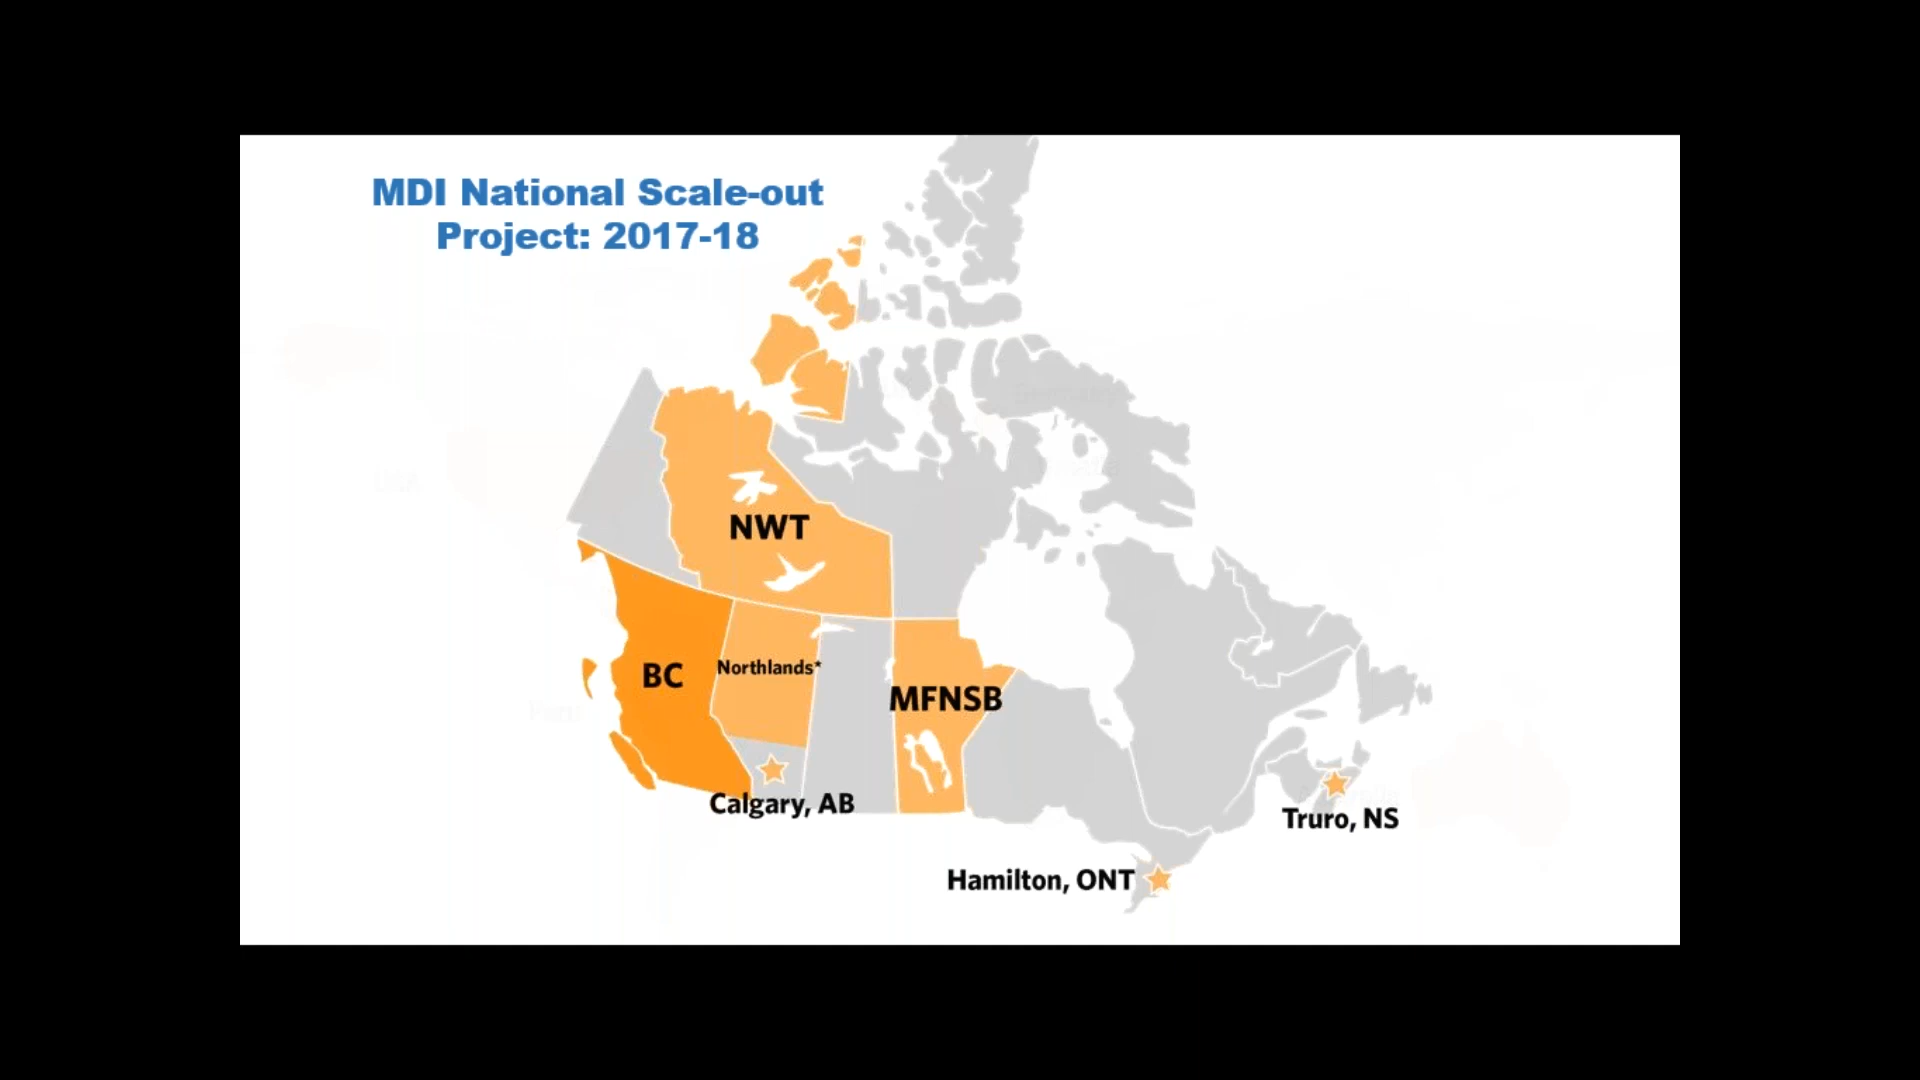 MDI National Scale-out
Project: 2017-18
NWT
BC
Northlands*
MFNSB
Calgary, AB
Truro, NS
Hamilton, ONT